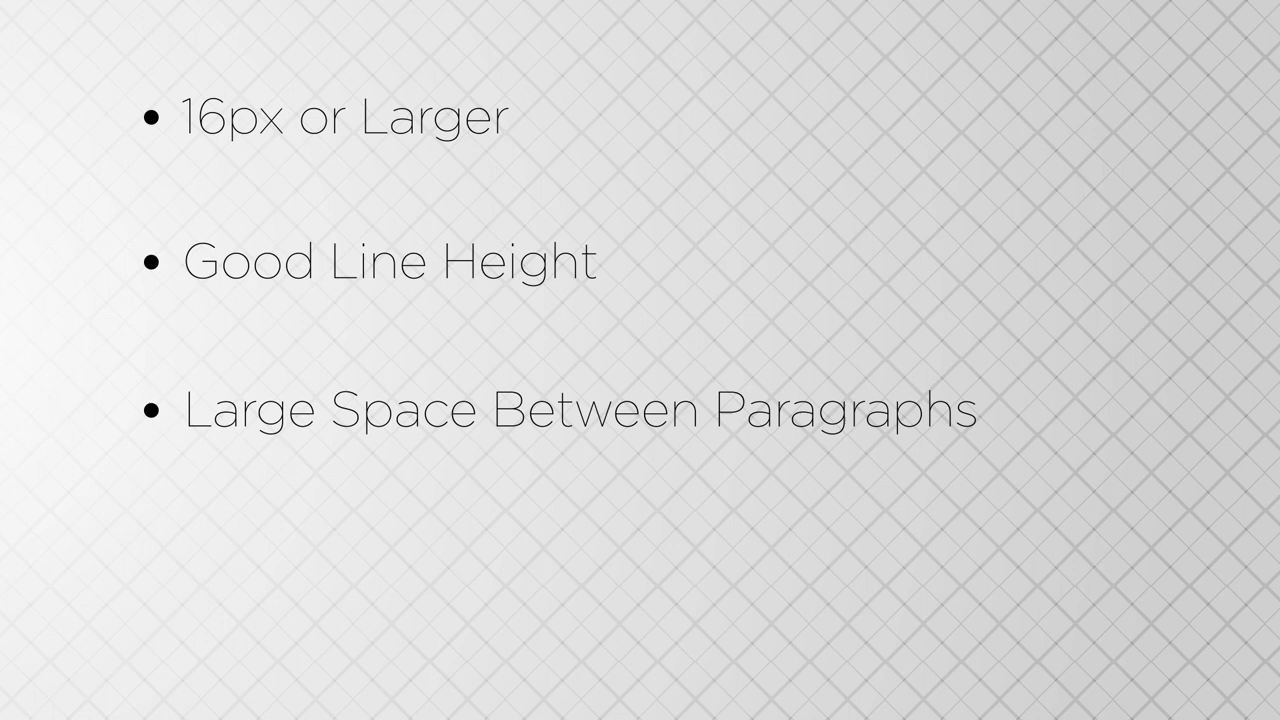 • 16px or Larger
• Good Line Height
• Large Space Between Paragraphs